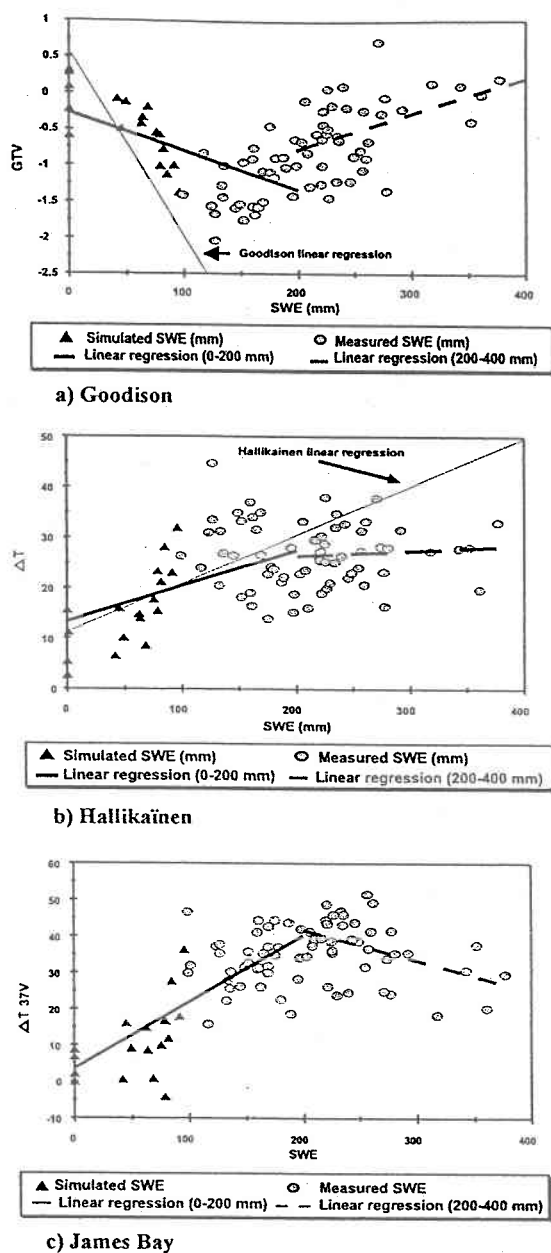 1
0.5
0
-0.5
-1
-1.5
-2
-2.5
GTV
Goodison linear regression
0 100 200 300 400
SWE (mm)
Simulated SWE (mm) Measured SWE (mm)
Linear regression (0-200 mm) Linear regression (200-400 mm)
a) Goodison
50
40
30
20
10
0
ΔT
Hallikainen linear regression
0 100 200 300 400
SWE (mm)
Simulated SWE (mm) Measured SWE (mm)
Linear regression (0-200 mm) Linear regression (200-400 mm)
b) Hallikaïnen
60
50
40
30
20
10
0
-10
ΔT 37V
0 100 200 300 400
SWE
Simulated SWE Measured SWE
Linear regression (0-200 mm) Linear regression (200-400 mm)
c) James Bay